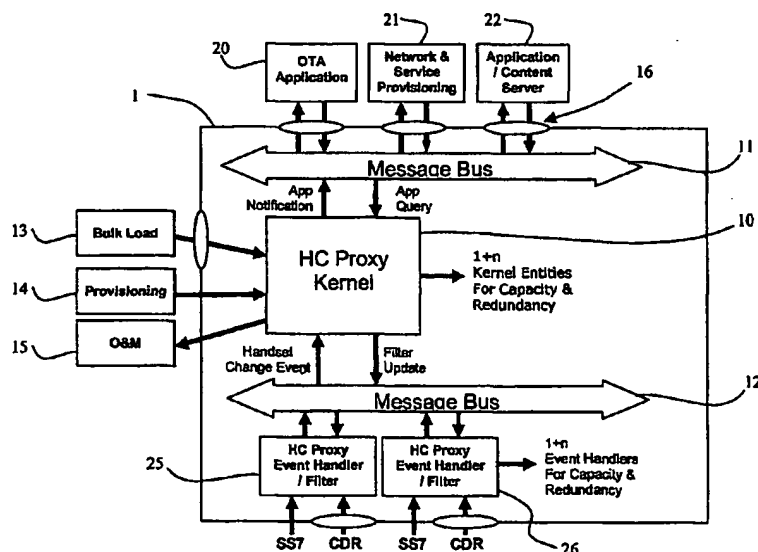 20
OTA
Application
21
Network &
Service
Provisioning
22
Application
/ Content
Server
1
16
Message Bus
11
App
Notification
App
Query
13
Bulk Load
10
HC Proxy
Kernel
1+n
Kernel Entities
For Capacity &
Redundancy
14
Provisioning
15
O&M
Handset
Change Event
Filter
Update
Message Bus
12
25
HC Proxy
Event Handler
/ Filter
HC Proxy
Event Handler
/ Filter
1+n
Event Handlers
For Capacity &
Redundancy
26
SS7
CDR
SS7
CDR